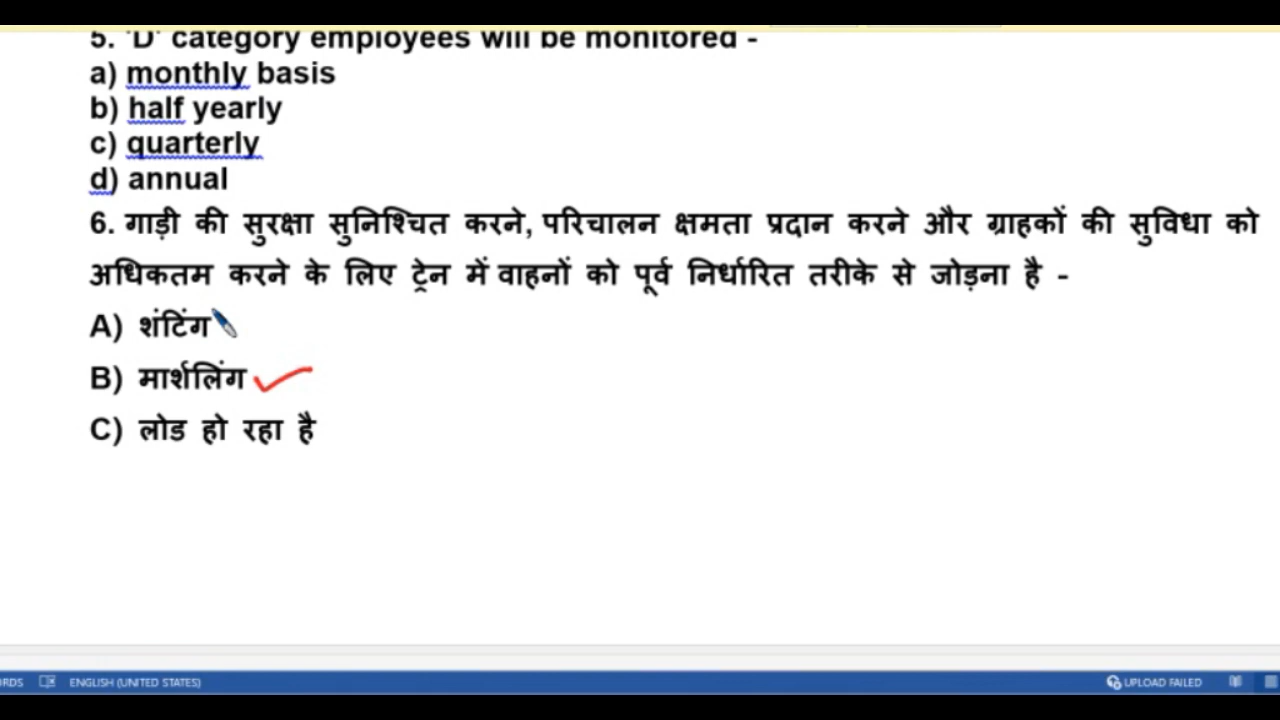 5. 'D' category employees will be monitored -
a) monthly basis
b) half yearly
c) quarterly
d) annual
6. गाड़ी की सुरक्षा सुनिश्चित करने, परिचालन क्षमता प्रदान करने और ग्राहकों की सुविधा को
अधिकतम करने के लिए ट्रेन में वाहनों को पूर्व निर्धारित तरीके से जोड़ना है -
A) शंटिंग
B) मार्शलिंग
C) लोड हो रहा है
ENGLISH (UNITED STATES)
UPLOAD FAILED